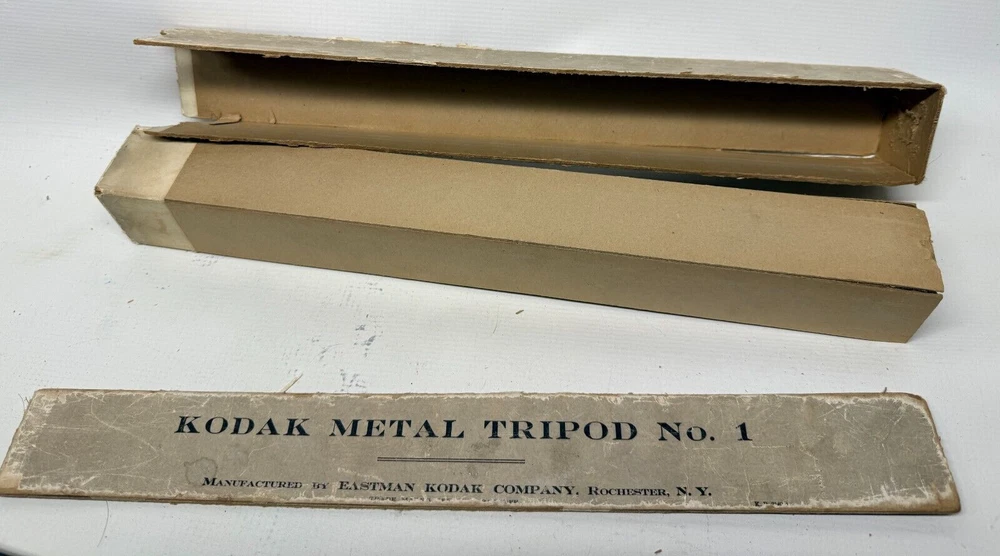 KODAK METAL TRIPOD No. 1
MANUFACTURED BY EASTMAN KODAK COMPANY. ROCHESTER, N. Y.